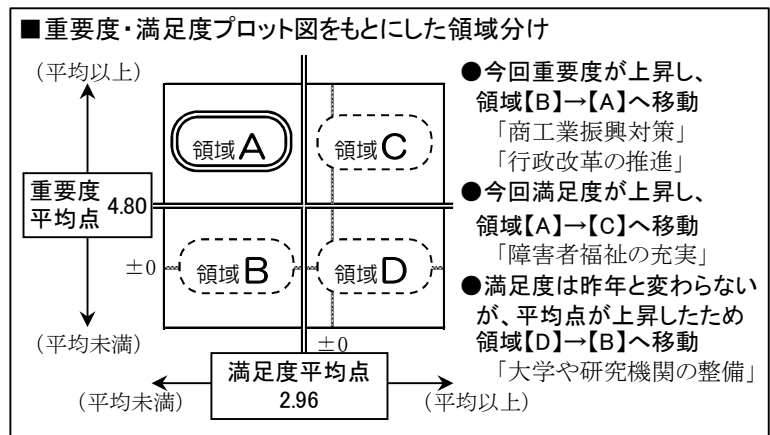 ■重要度・満足度プロット図をもとにした領域分け
(平均以上)
領域A
領域C
重要度
平均点 4.80
±0
領域B
領域D
(平均未満)
±0
満足度平均点
2.96
(平均未満)
(平均以上)
●今回重要度が上昇し、
領域【B】→【A】へ移動
「商工業振興対策」
「行政改革の推進」
●今回満足度が上昇し、
領域【A】→【C】へ移動
「障害者福祉の充実」
●満足度は昨年と変わらない
が、平均点が上昇したため
領域【D】→【B】へ移動
「大学や研究機関の整備」